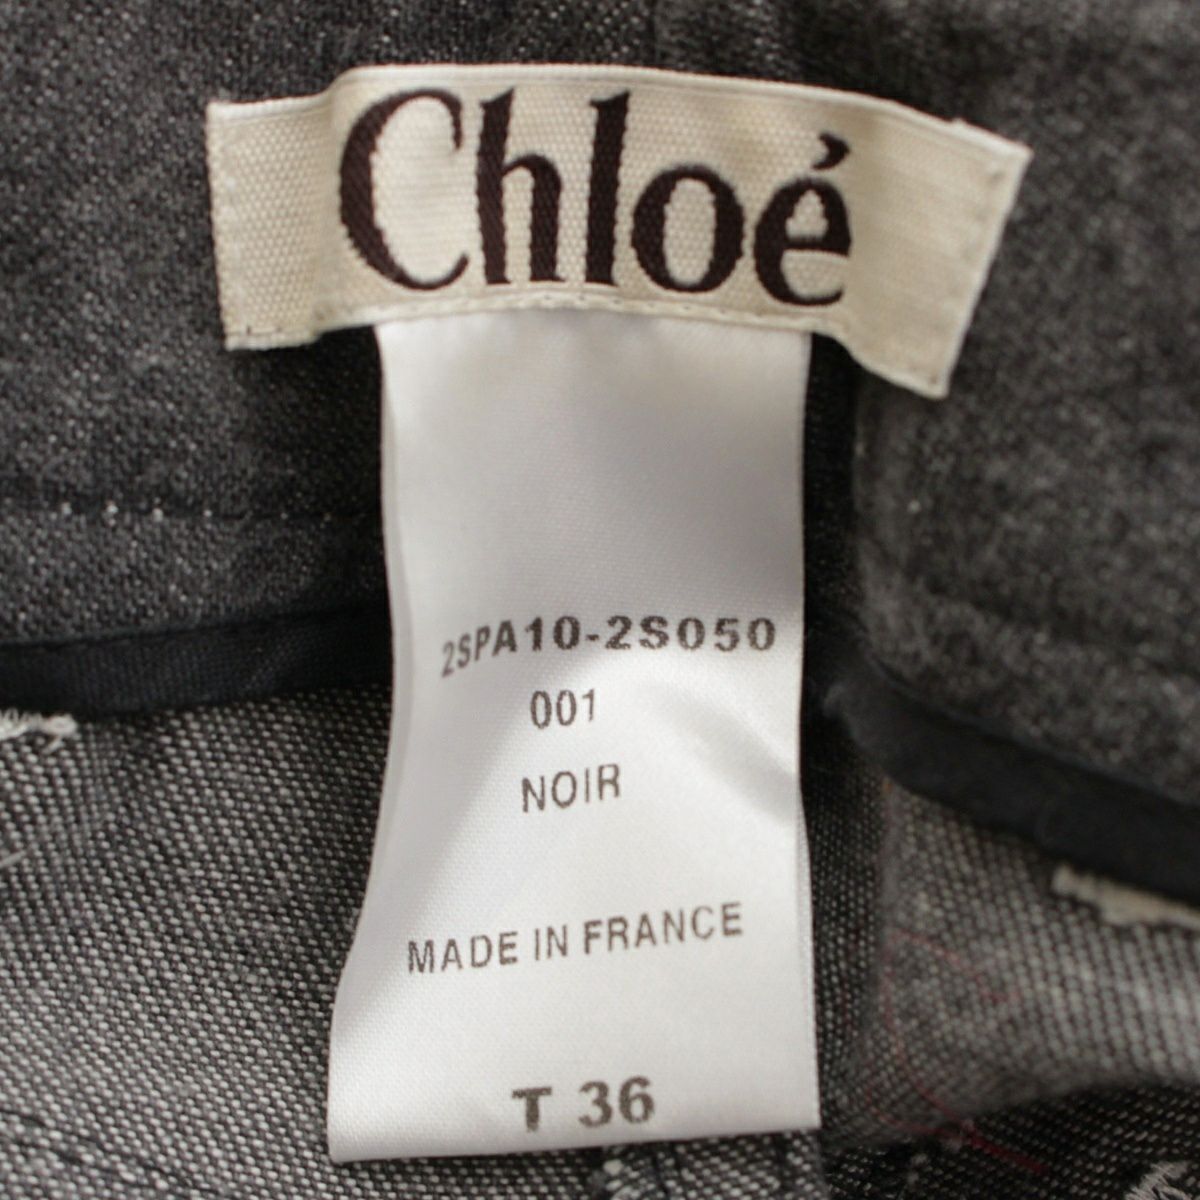 Chloé
2SPA10-2S050
001
NOIR
MADE IN FRANCE
T 36